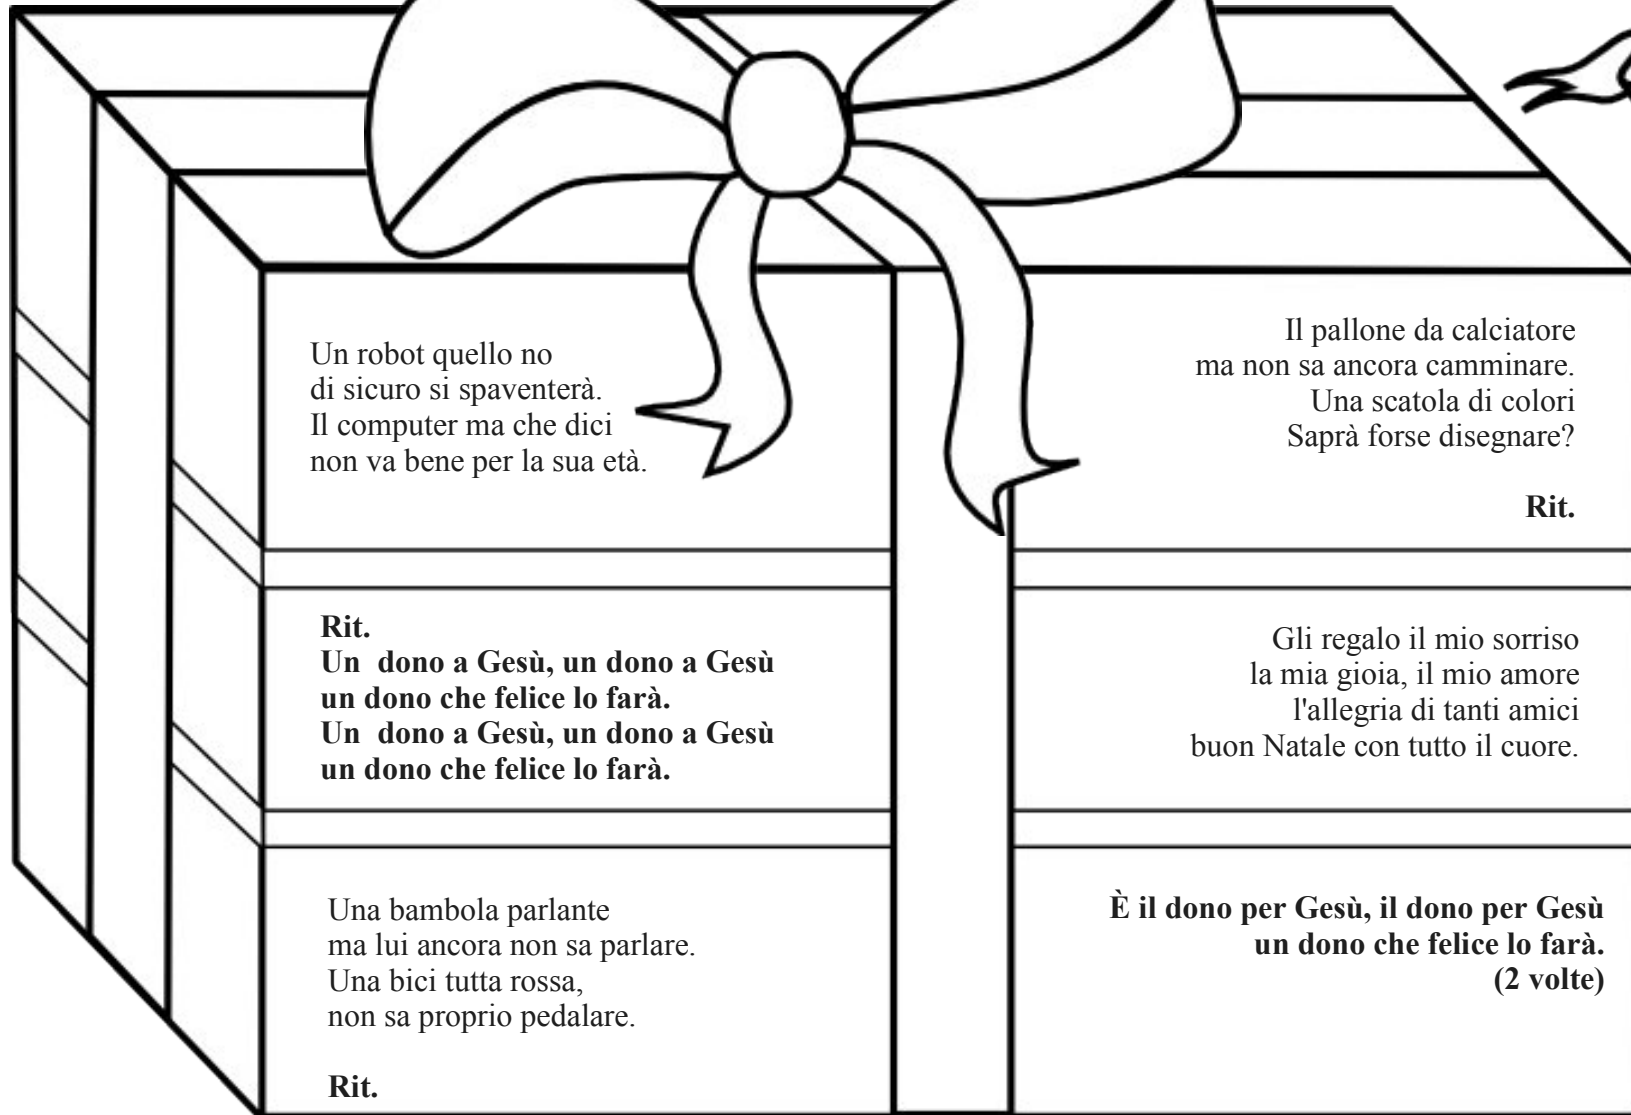 Un robot quello no
di sicuro si spaventerà.
Il computer ma che dici
non va bene per la sua età.
Rit.
Un  dono a Gesù, un dono a Gesù
un dono che felice lo farà.
Un  dono a Gesù, un dono a Gesù
un dono che felice lo farà.
Una bambola parlante
ma lui ancora non sa parlare.
Una bici tutta rossa,
non sa proprio pedalare.
Rit.
Il pallone da calciatore
ma non sa ancora camminare.
Una scatola di colori
Saprà forse disegnare?
Rit.
Gli regalo il mio sorriso
la mia gioia, il mio amore
l'allegria di tanti amici
buon Natale con tutto il cuore.
È il dono per Gesù, il dono per Gesù
un dono che felice lo farà.
(2 volte)